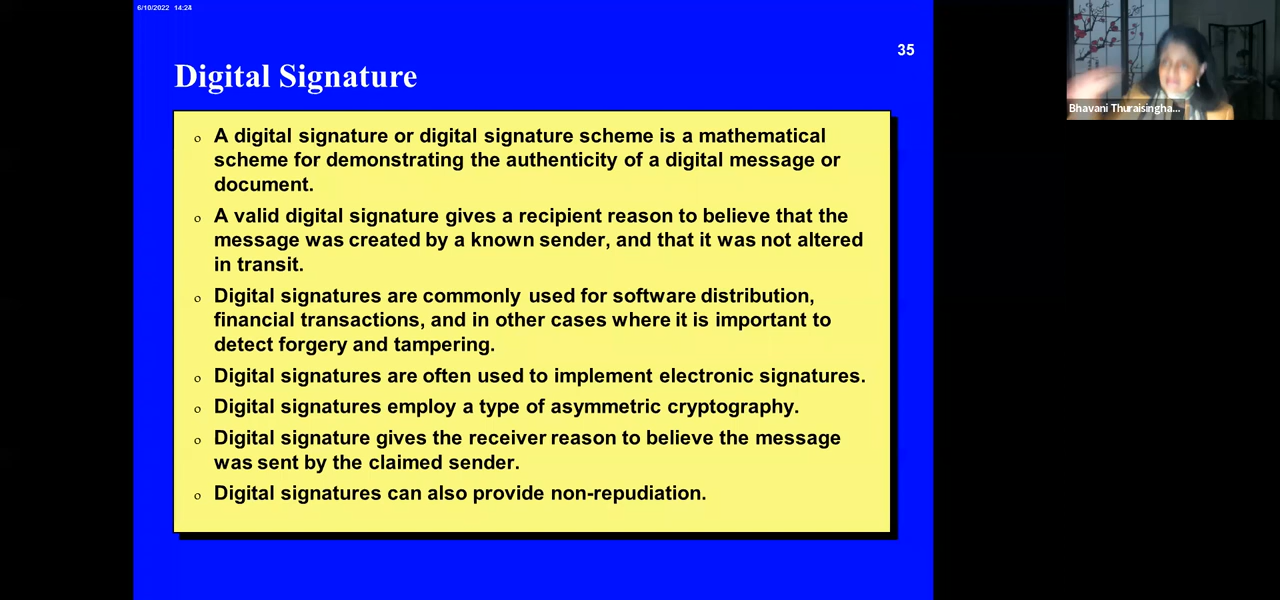 6/10/2022 14:24
35
Digital Signature
o A digital signature or digital signature scheme is a mathematical
scheme for demonstrating the authenticity of a digital message or
document.
o A valid digital signature gives a recipient reason to believe that the
message was created by a known sender, and that it was not altered
in transit.
o Digital signatures are commonly used for software distribution,
financial transactions, and in other cases where it is important to
detect forgery and tampering.
o Digital signatures are often used to implement electronic signatures.
o Digital signatures employ a type of asymmetric cryptography.
o Digital signature gives the receiver reason to believe the message
was sent by the claimed sender.
o Digital signatures can also provide non-repudiation.
Bhavani Thuraisingha...